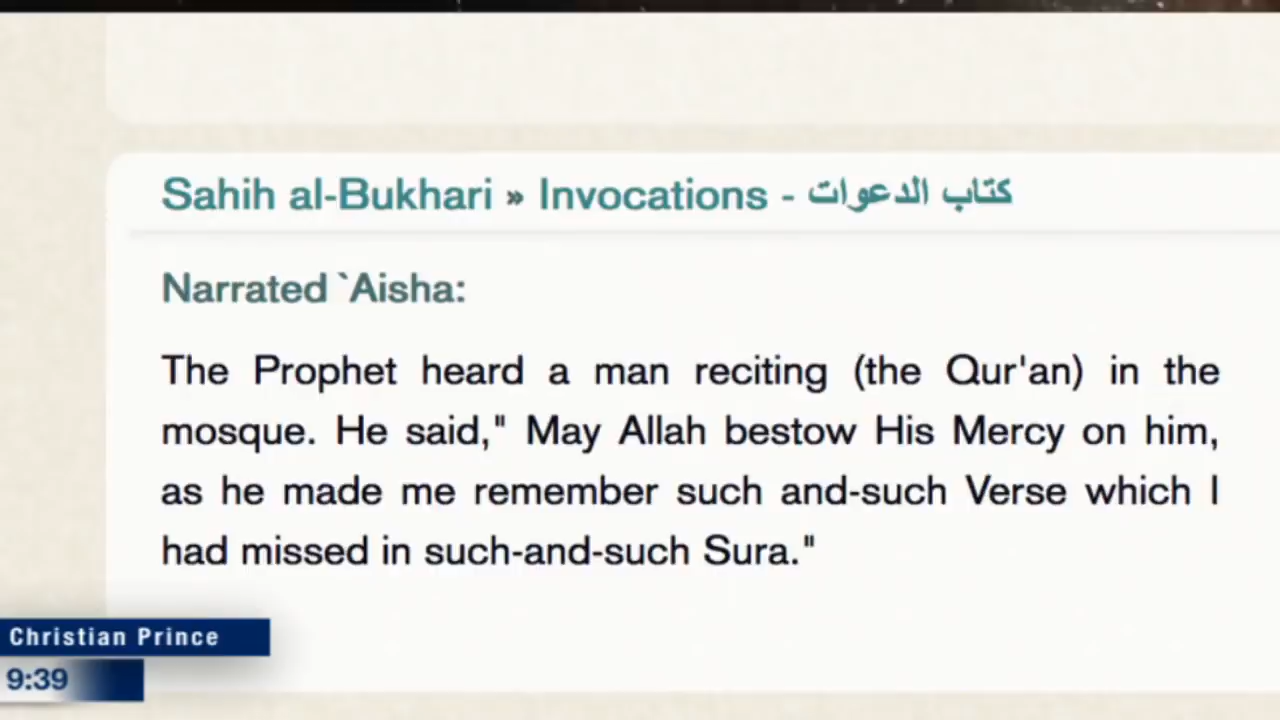 Sahih al-Bukhari » Invocations - كتاب الدعوات
Narrated `Aisha:
The Prophet heard a man reciting (the Qur'an) in the
mosque. He said," May Allah bestow His Mercy on him,
as he made me remember such and-such Verse which I
had missed in such-and-such Sura."
Christian Prince
9:39